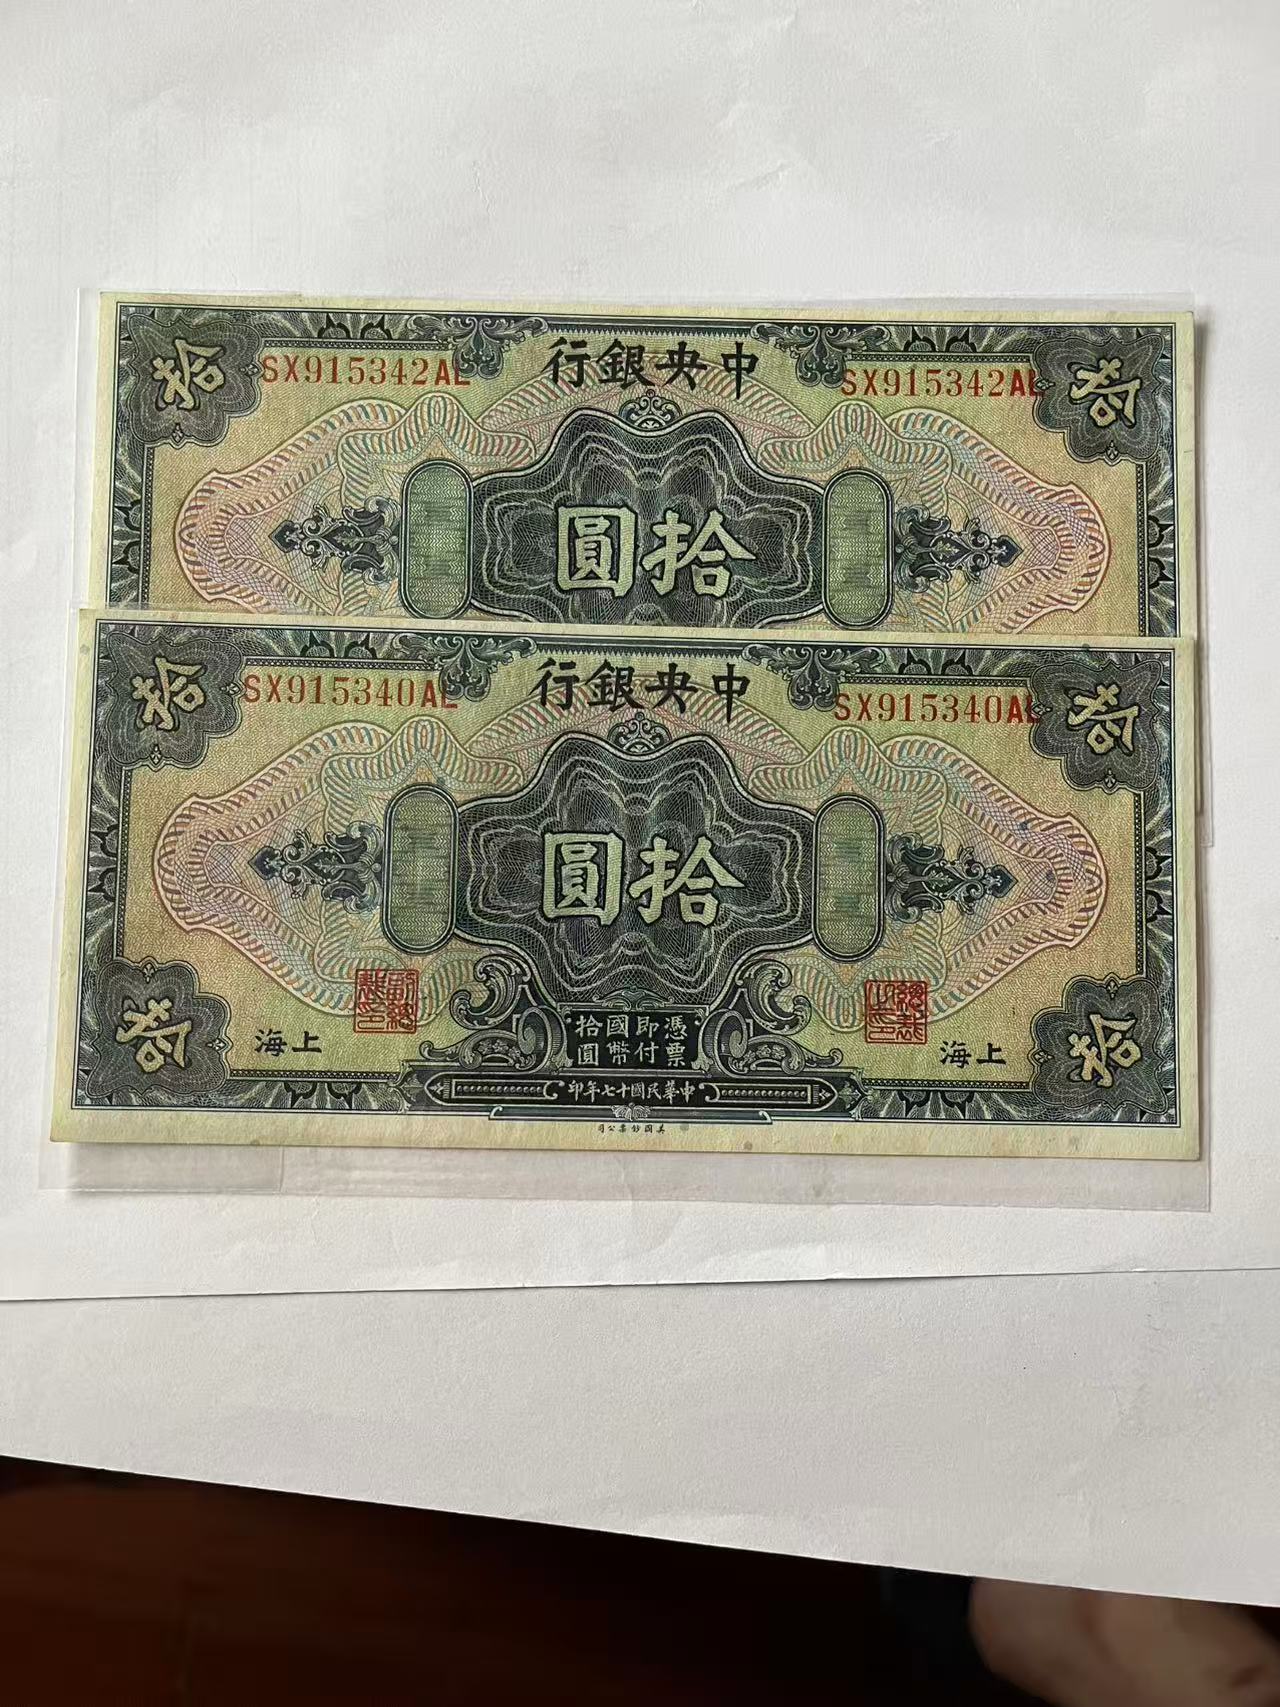 拾
SX915342AL
中央銀行
SX915342AL
拾
拾圓
拾
SX915340AL
中央銀行
SX915340AL
拾
拾圓
憑票
即付
國幣
拾圓
上海
上海
拾
拾
中華民國十七年印
美國鈔票公司